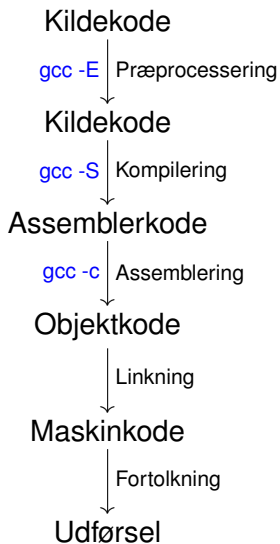 Kildekode
gcc -E Præprocessering
Kildekode
gcc -S Kompilering
Assemblerkode
gcc -c Assemblering
Objektkode
Linkning
Maskinkode
Fortolkning
Udførsel